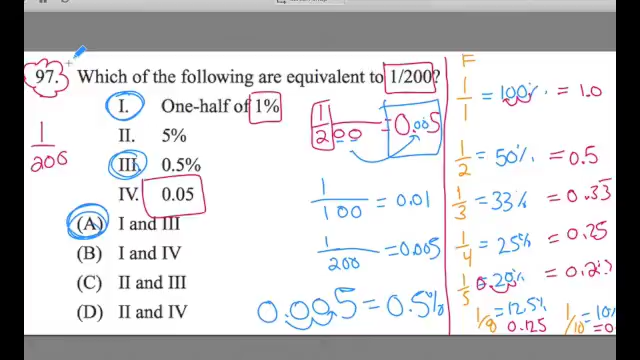 97. Which of the following are equivalent to 1/200?
I. One-half of 1%
II. 5%
III. 0.5%
IV. 0.05
(A) I and III
(B) I and IV
(C) II and III
(D) II and IV
1/200
1/200 = 0.005
1/100 = 0.01
1/200 = 0.005
0.005 = 0.5%
F
1/1 = 100% = 1.0
1/2 = 50% = 0.5
1/3 = 33% = 0.33
1/4 = 25% = 0.25
1/5 = 20% = 0.2
1/8 = 12.5%
0.125
1/10 = 10%